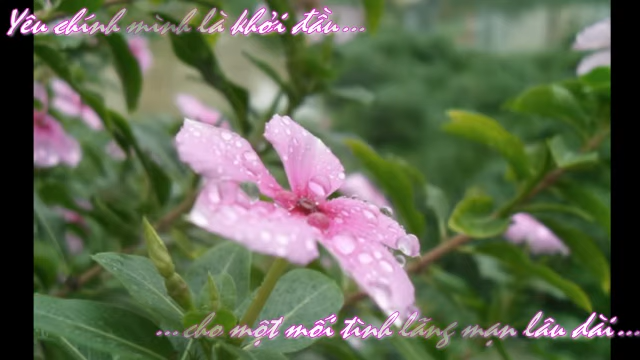 Yêu chính mình là khởi đầu...
...cho một mối tình lãng mạn lâu dài...